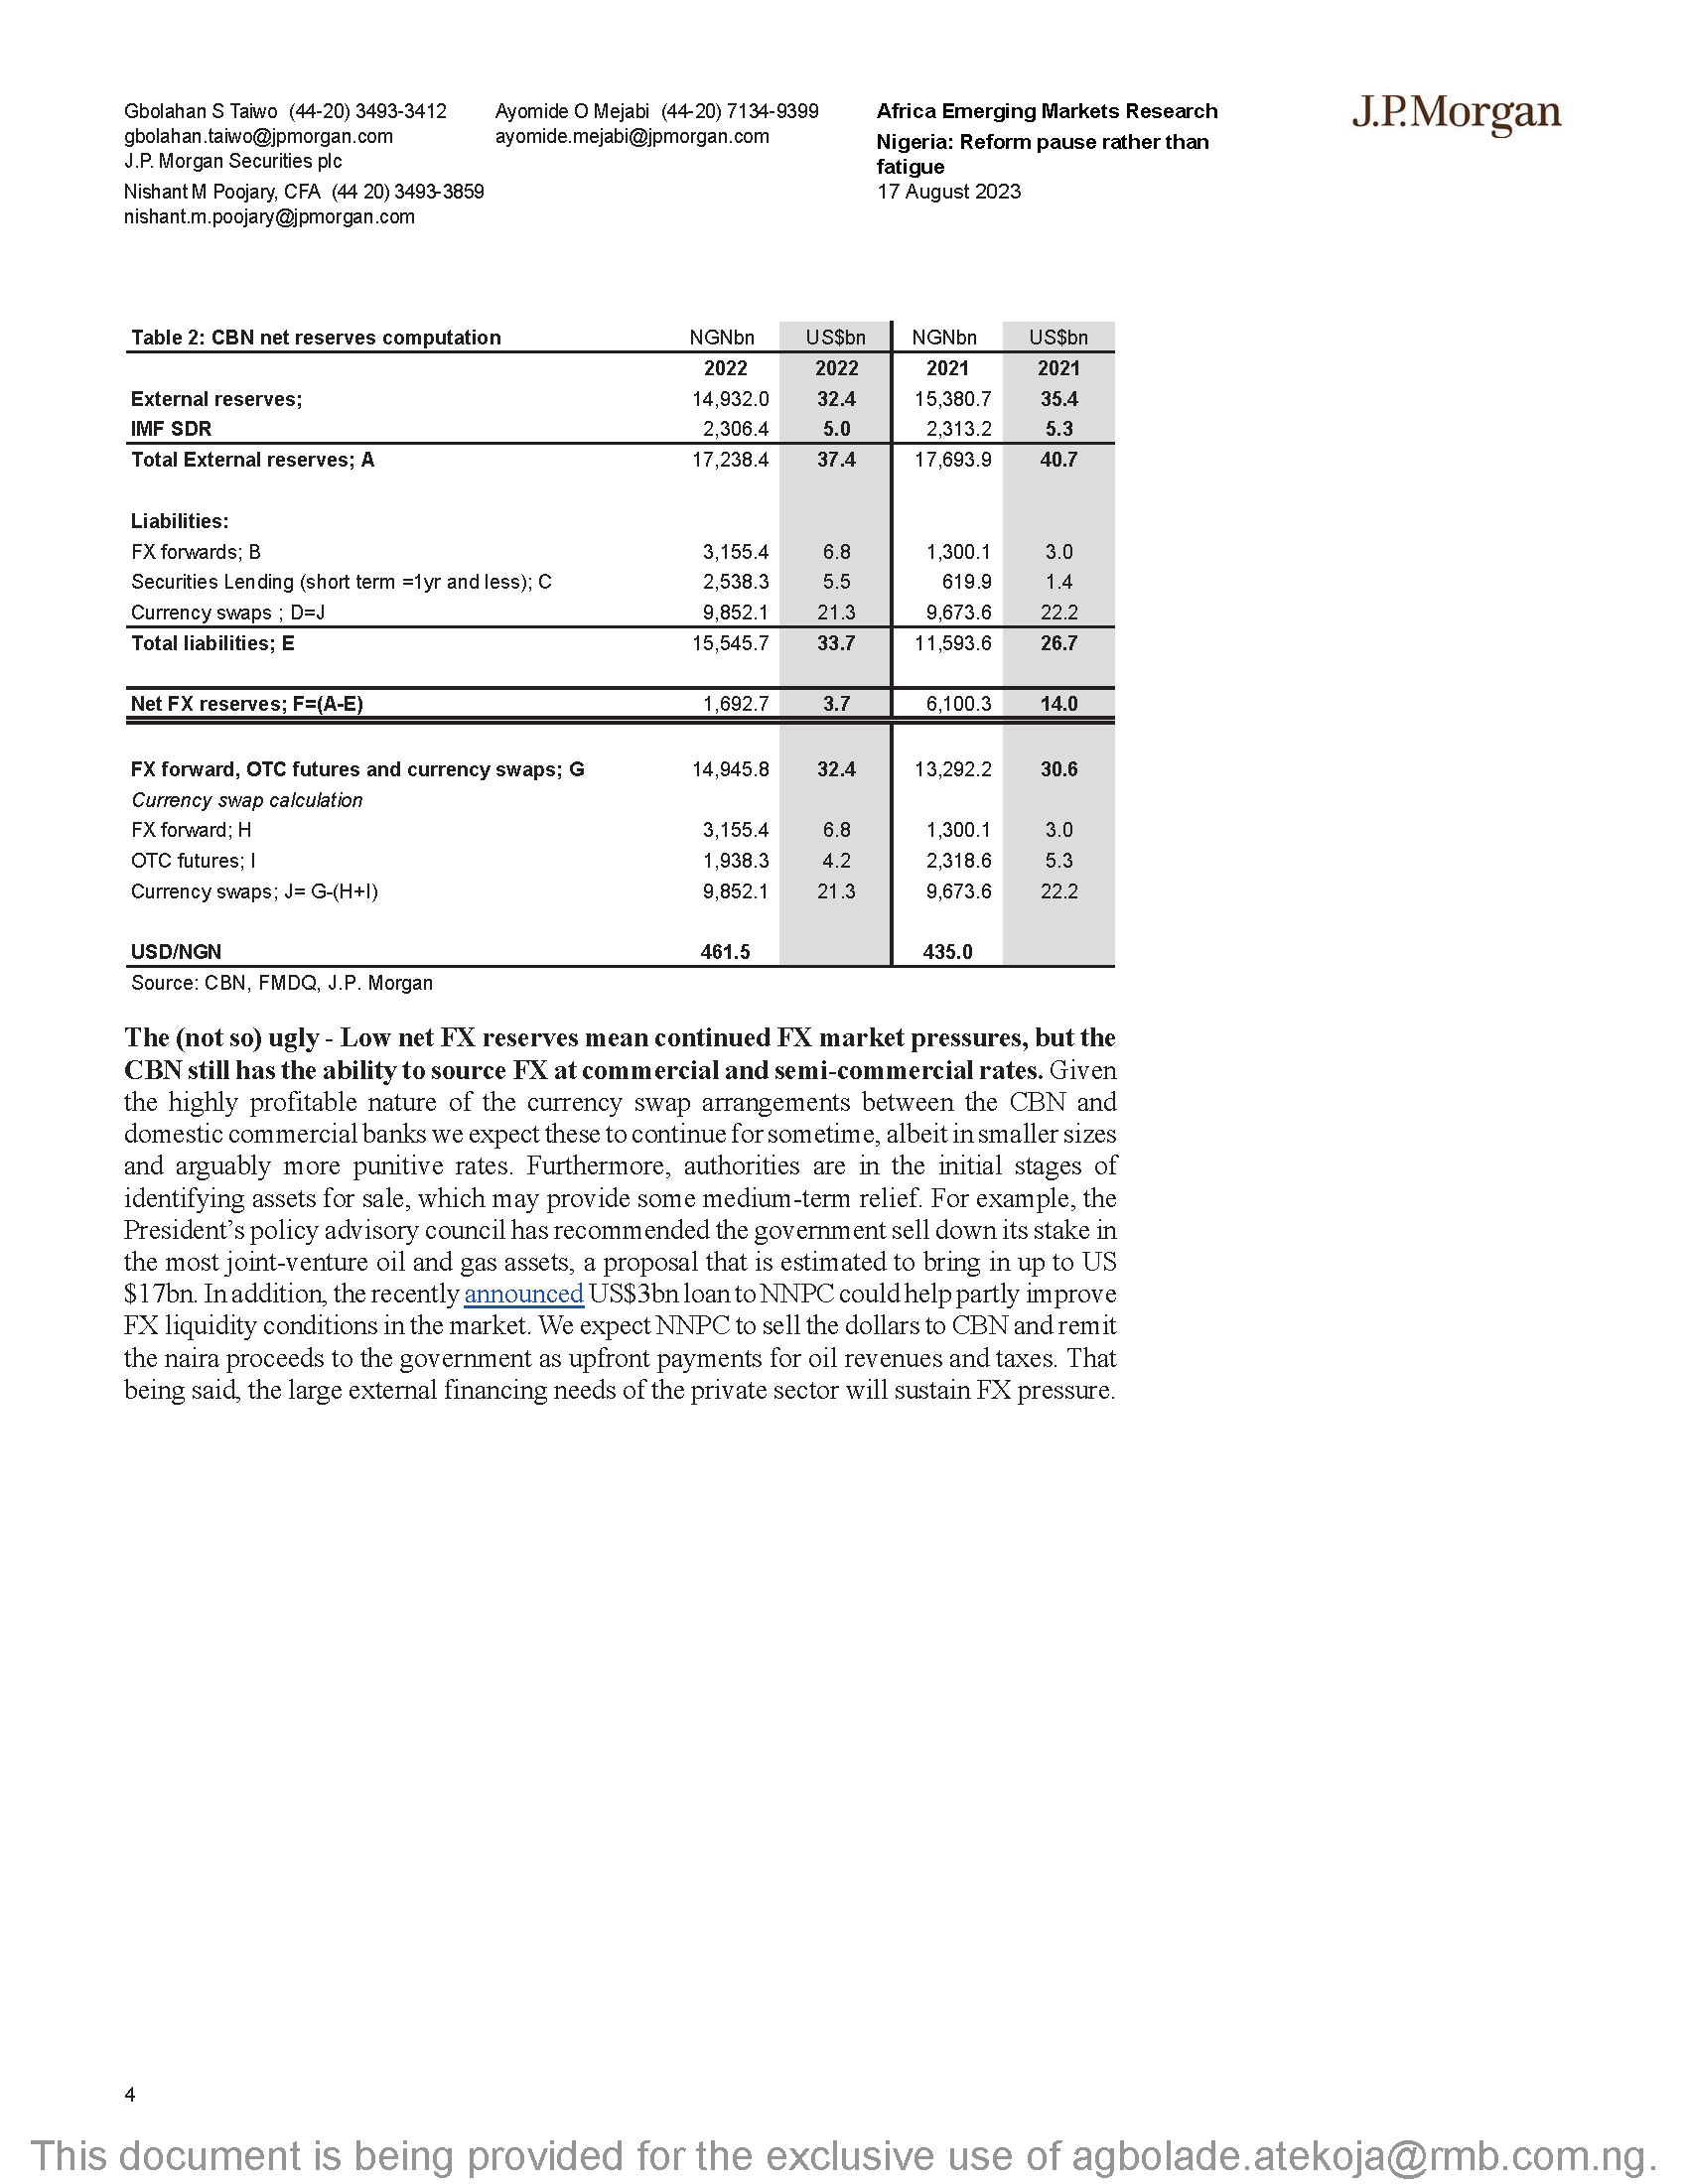 Gbolahan S Taiwo (44-20) 3493-3412
gbolahan.taiwo@jpmorgan.com
J.P. Morgan Securities plc
Nishant M Poojary, CFA (44 20) 3493-3859
nishant.m.poojary@jpmorgan.com
Ayomide O Mejabi (44-20) 7134-9399
ayomide.mejabi@jpmorgan.com
Africa Emerging Markets Research
Nigeria: Reform pause rather than
fatigue
17 August 2023
J.P.Morgan
Table 2: CBN net reserves computation NGNbn US$bn NGNbn US$bn
2022 2022 2021 2021
External reserves; 14,932.0 32.4 15,380.7 35.4
IMF SDR 2,306.4 5.0 2,313.2 5.3
Total External reserves; A 17,238.4 37.4 17,693.9 40.7
Liabilities:
FX forwards; B 3,155.4 6.8 1,300.1 3.0
Securities Lending (short term =1yr and less); C 2,538.3 5.5 619.9 1.4
Currency swaps ; D=J 9,852.1 21.3 9,673.6 22.2
Total liabilities; E 15,545.7 33.7 11,593.6 26.7
Net FX reserves; F=(A-E) 1,692.7 3.7 6,100.3 14.0
FX forward, OTC futures and currency swaps; G 14,945.8 32.4 13,292.2 30.6
Currency swap calculation
FX forward; H 3,155.4 6.8 1,300.1 3.0
OTC futures; I 1,938.3 4.2 2,318.6 5.3
Currency swaps; J= G-(H+I) 9,852.1 21.3 9,673.6 22.2
USD/NGN 461.5 435.0
Source: CBN, FMDQ, J.P. Morgan
The (not so) ugly - Low net FX reserves mean continued FX market pressures, but the
CBN still has the ability to source FX at commercial and semi-commercial rates. Given
the highly profitable nature of the currency swap arrangements between the CBN and
domestic commercial banks we expect these to continue for sometime, albeit in smaller sizes
and arguably more punitive rates. Furthermore, authorities are in the initial stages of
identifying assets for sale, which may provide some medium-term relief. For example, the
President's policy advisory council has recommended the government sell down its stake in
the most joint-venture oil and gas assets, a proposal that is estimated to bring in up to US
$17bn. In addition, the recently announced US$3bn loan to NNPC could help partly improve
FX liquidity conditions in the market. We expect NNPC to sell the dollars to CBN and remit
the naira proceeds to the government as upfront payments for oil revenues and taxes. That
being said, the large external financing needs of the private sector will sustain FX pressure.
4
This document is being provided for the exclusive use of agbolade.atekoja@rmb.com.ng.